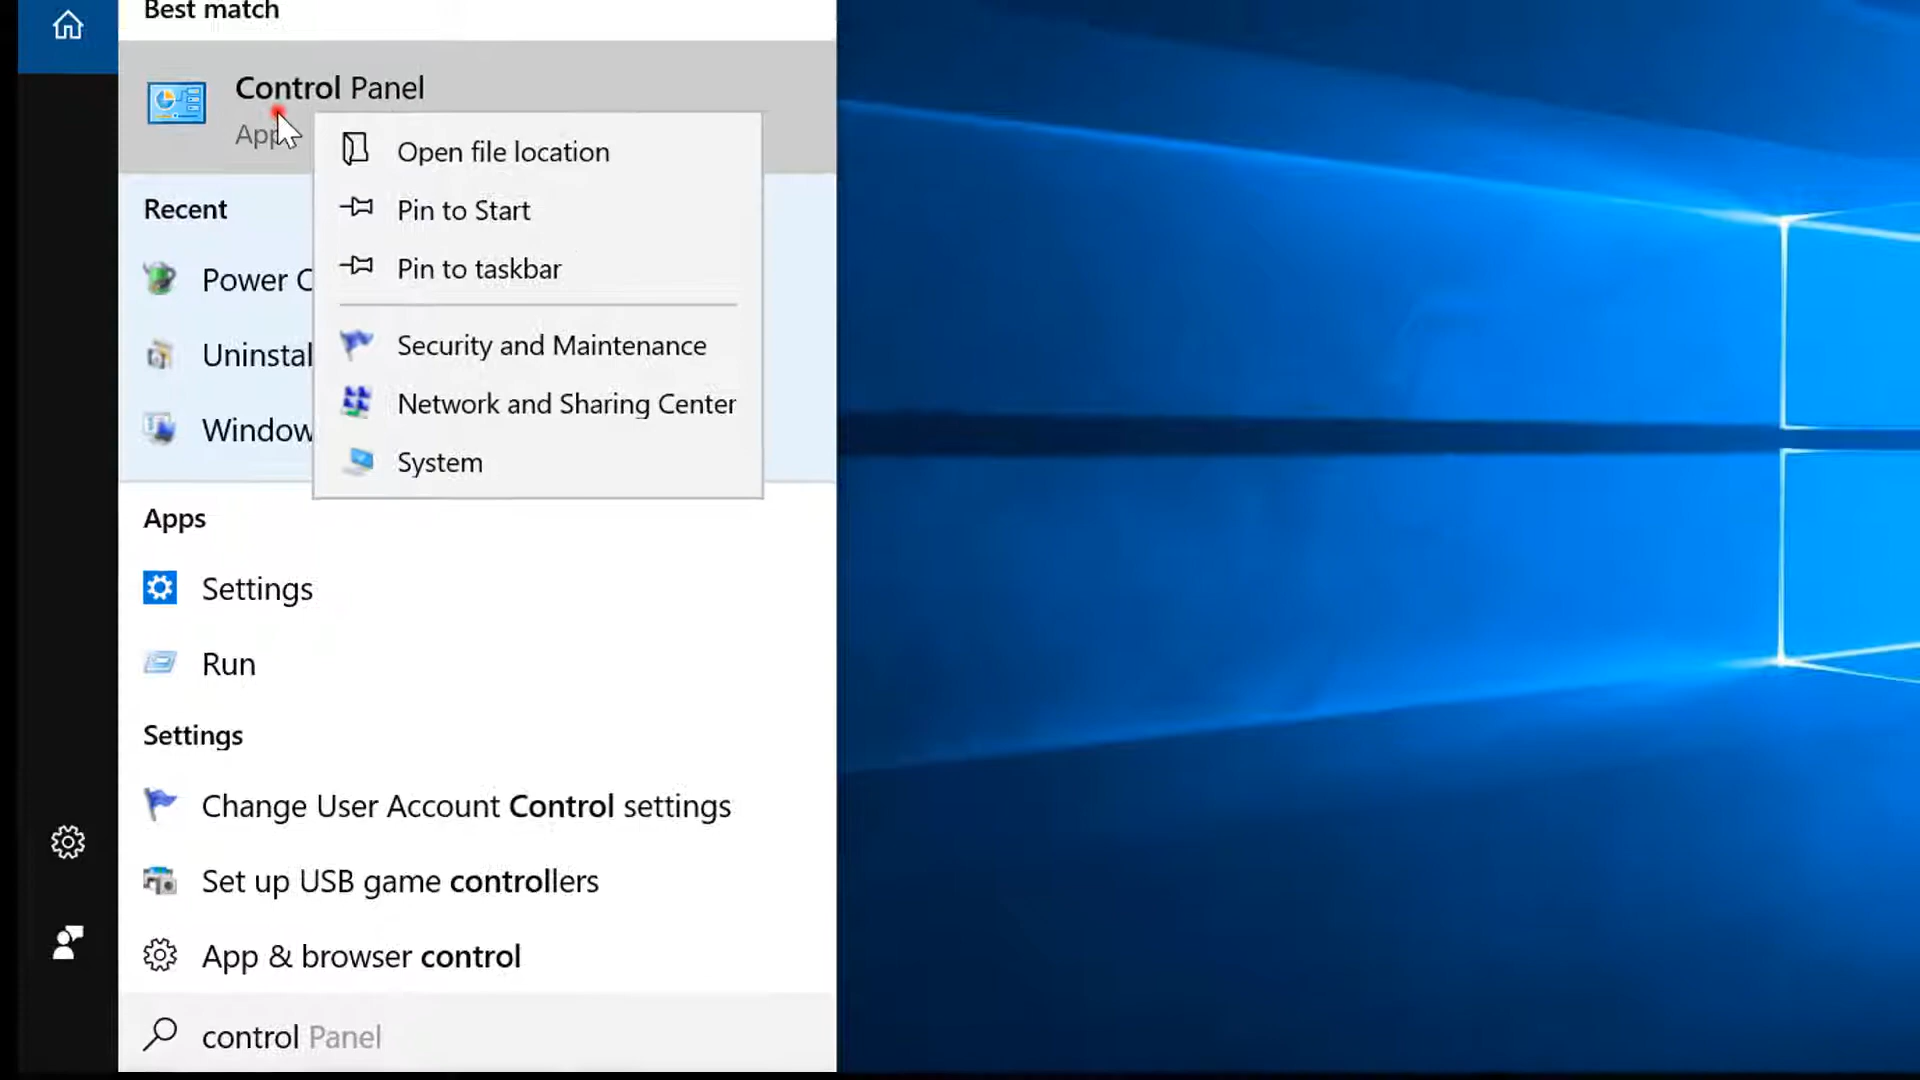 Best match
Control Panel
App
Open file location
Pin to Start
Pin to taskbar
Security and Maintenance
Network and Sharing Center
System
Recent
Power
Uninstal
Window
Apps
Settings
Run
Settings
Change User Account Control settings
Set up USB game controllers
App & browser control
control Panel